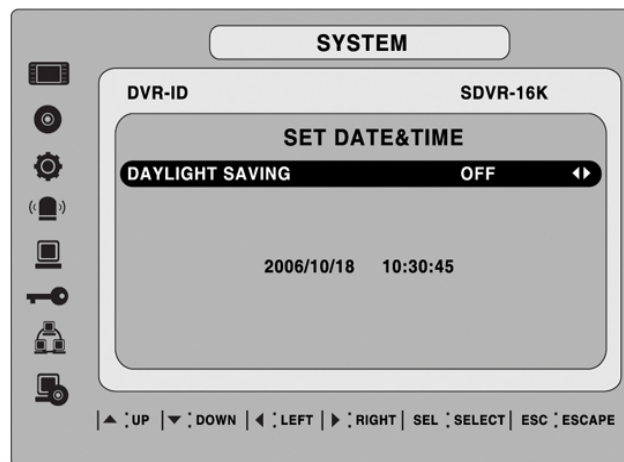 SYSTEM
DVR-ID SDVR-16K
SET DATE&TIME
DAYLIGHT SAVING OFF
2006/10/18 10:30:45
UP DOWN LEFT RIGHT SEL SELECT ESC ESCAPE